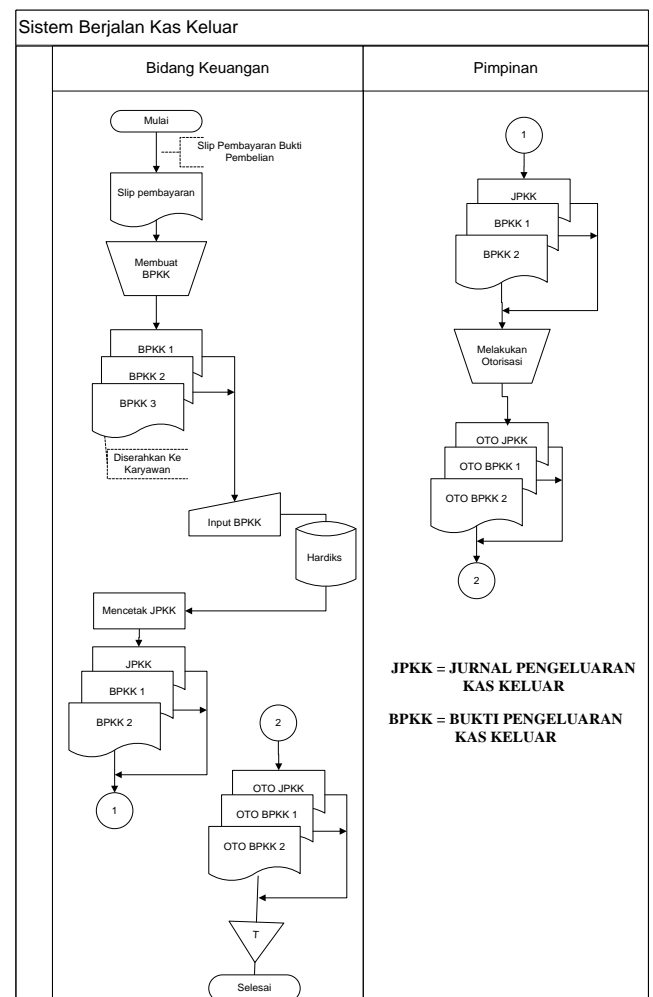 Sistem Berjalan Kas Keluar
Bidang Keuangan
Pimpinan
Mulai
Slip Pembayaran Bukti
Pembelian
Slip pembayaran
Membuat
BPKK
BPKK 1
BPKK 2
BPKK 3
Diserahkan Ke
Karyawan
Input BPKK
Hardiks
Mencetak JPKK
JPKK
BPKK 1
BPKK 2
1
2
OTO JPKK
OTO BPKK 1
OTO BPKK 2
T
Selesai
1
JPKK
BPKK 1
BPKK 2
Melakukan
Otorisasi
OTO JPKK
OTO BPKK 1
OTO BPKK 2
2
JPKK = JURNAL PENGELUARAN
KAS KELUAR
BPKK = BUKTI PENGELUARAN
KAS KELUAR